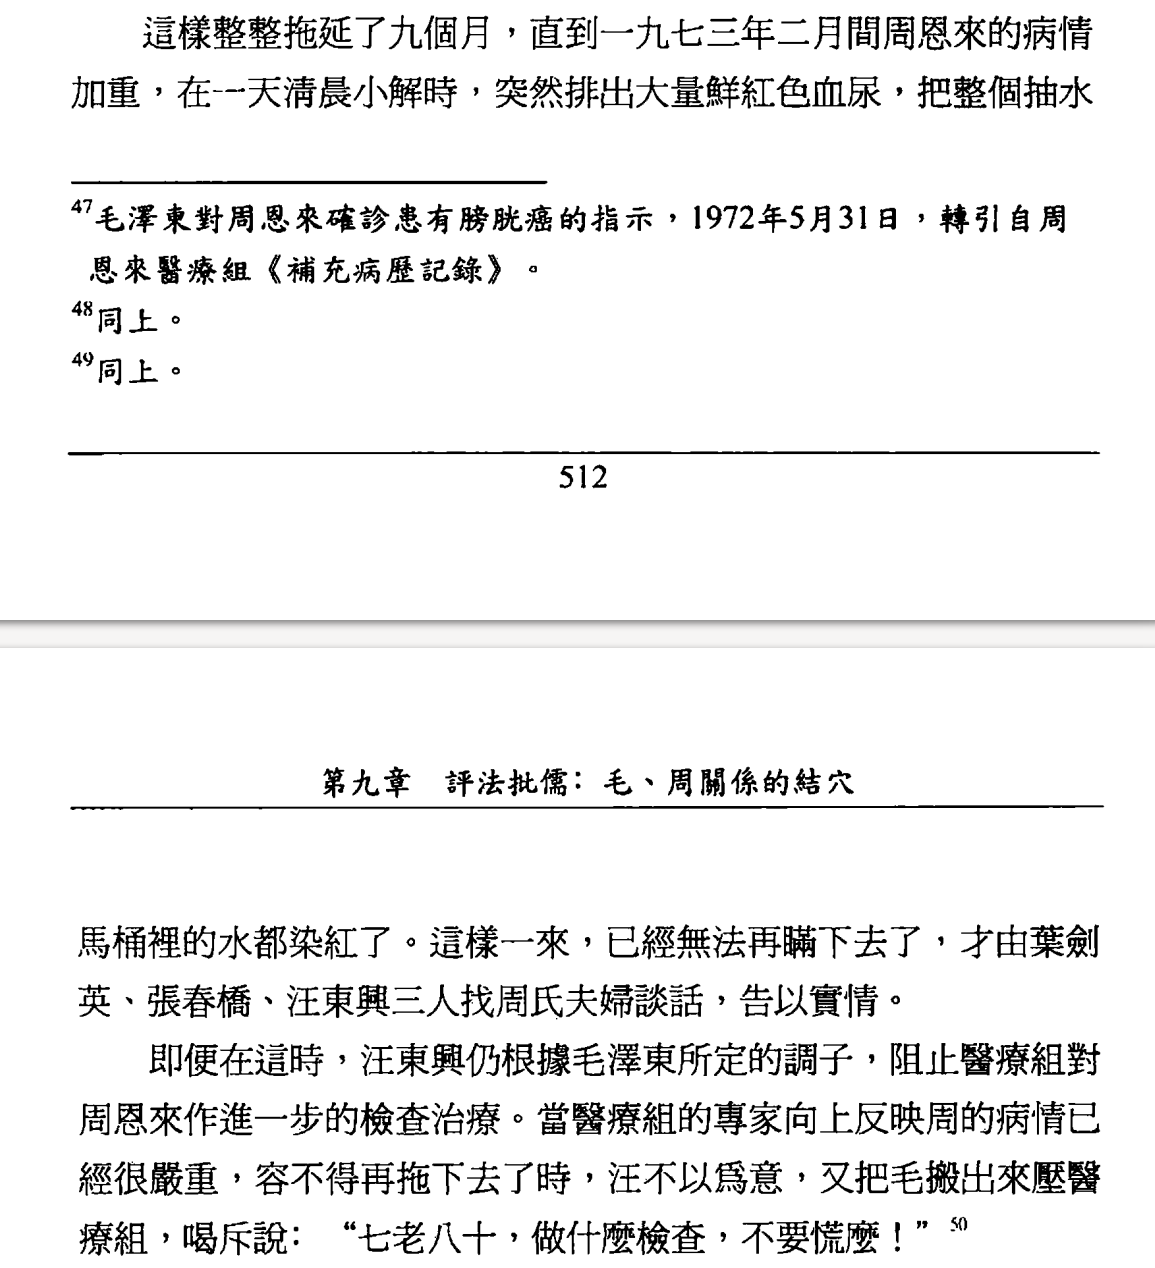 這樣整整拖延了九個月，直到一九七三年二月間周恩來的病情
加重，在一天清晨小解時，突然排出大量鮮紅色血尿，把整個抽水
47毛澤東對周恩來確診患有膀胱癌的指示，1972年5月31日，轉引自周
恩來醫療組《補充病歷記錄》。
48同上。
49同上。
512
第九章　評法批儒：毛、周關係的結穴
馬桶裡的水都染紅了。這樣一來，已經無法再瞞下去了，才由葉劍
英、張春橋、汪東興三人找周氏夫婦談話，告以實情。
即便在這時，汪東興仍根據毛澤東所定的調子，阻止醫療組對
周恩來作進一步的檢查治療。當醫療組的專家向上反映周的病情已
經很嚴重，容不得再拖下去了時，汪不以爲意，又把毛搬出來壓醫
療組，喝斥說：“七老八十，做什麼檢查，不要慌麼！”50